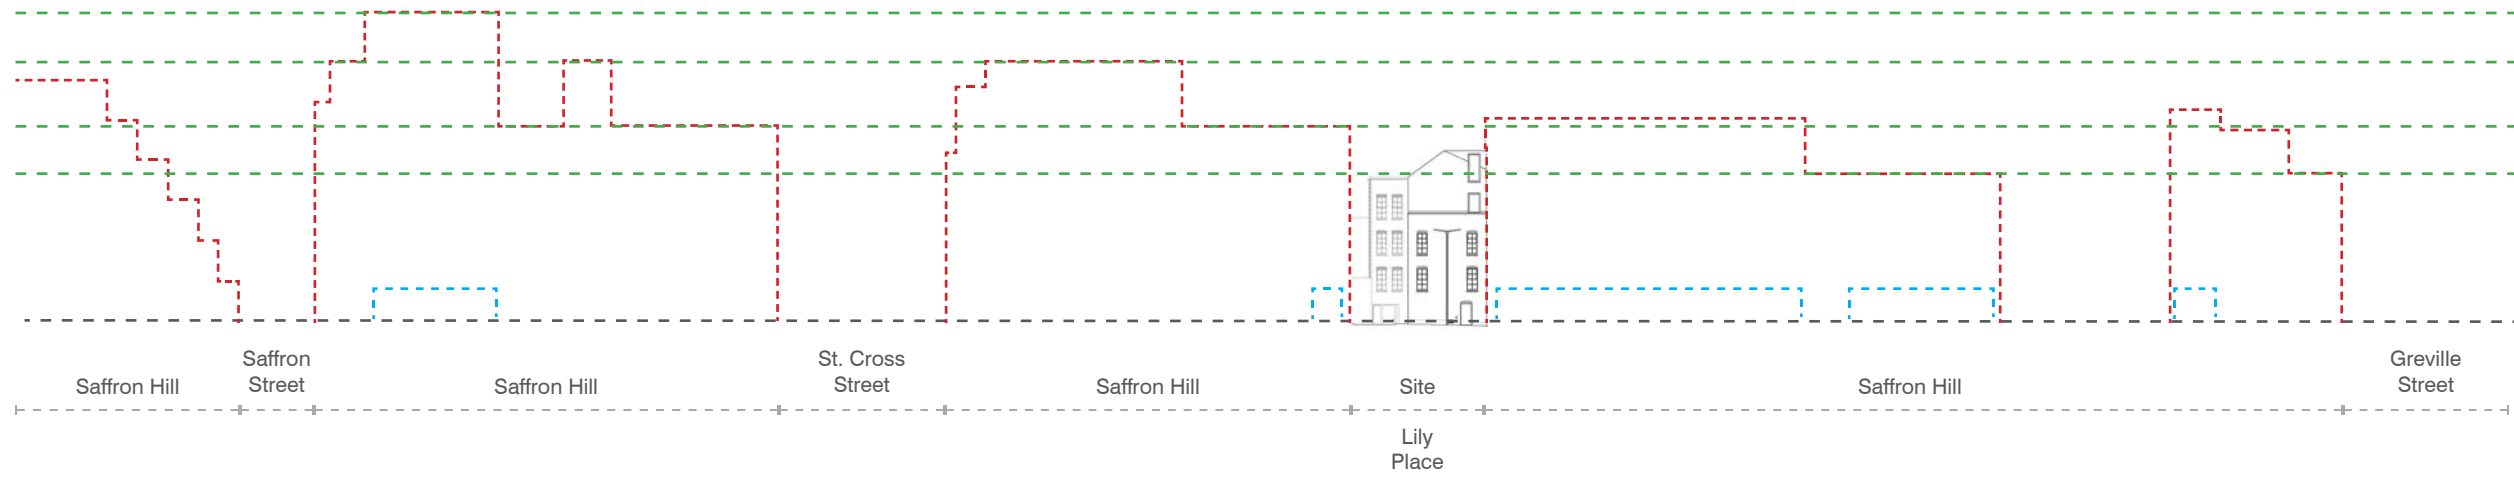 Saffron Hill
Saffron
Street
Saffron Hill
St. Cross
Street
Saffron Hill
Site
Lily
Place
Saffron Hill
Greville
Street